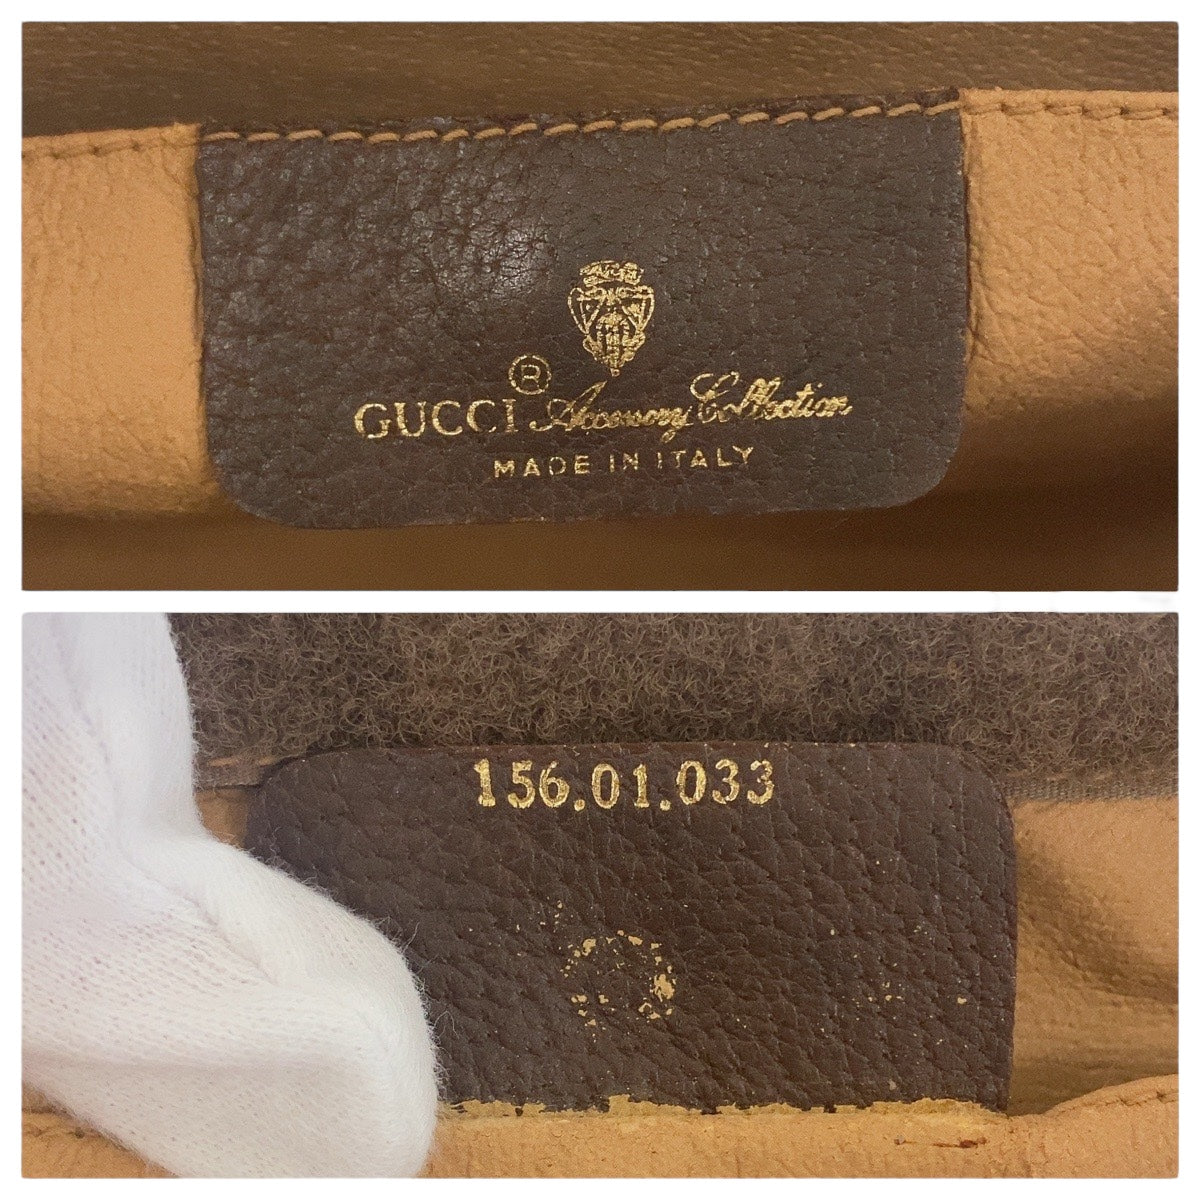 ®
GUCCI Accessory Collection
MADE IN ITALY
156.01.033